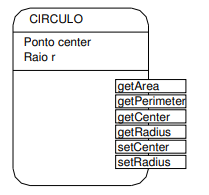 CIRCULO
Ponto center
Raio r
getArea
getPerimeter
getCenter
getRadius
setCenter
setRadius